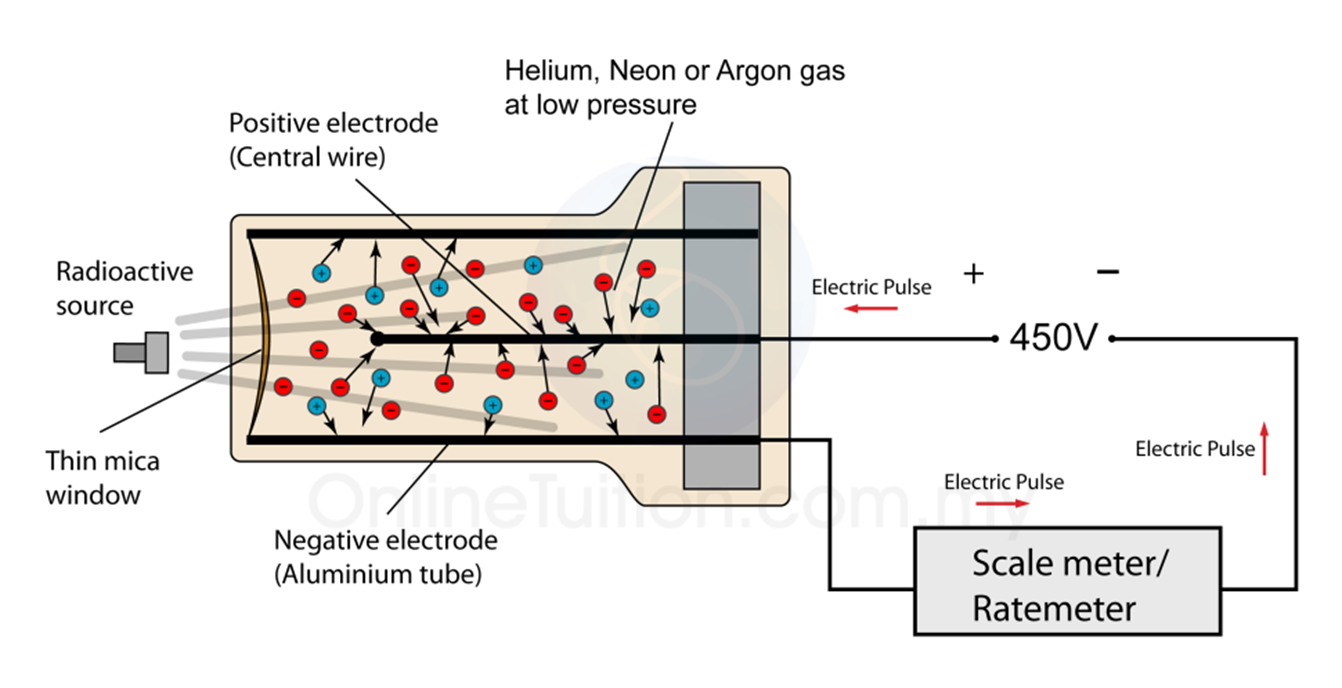 Helium, Neon or Argon gas
at low pressure
Positive electrode
(Central wire)
Radioactive
source
Electric Pulse
+
−
450V
Thin mica
window
Electric Pulse
Electric Pulse
OnlineTuition.com.my
Negative electrode
(Aluminium tube)
Scale meter/
Ratemeter